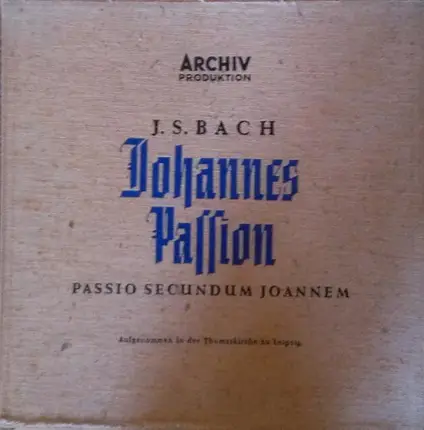 ARCHIV
PRODUKTION
J. S. BACH
Johannes
Passion
PASSIO SECUNDUM JOANNEM
Aufgenommen in der Thomaskirche zu Leipzig